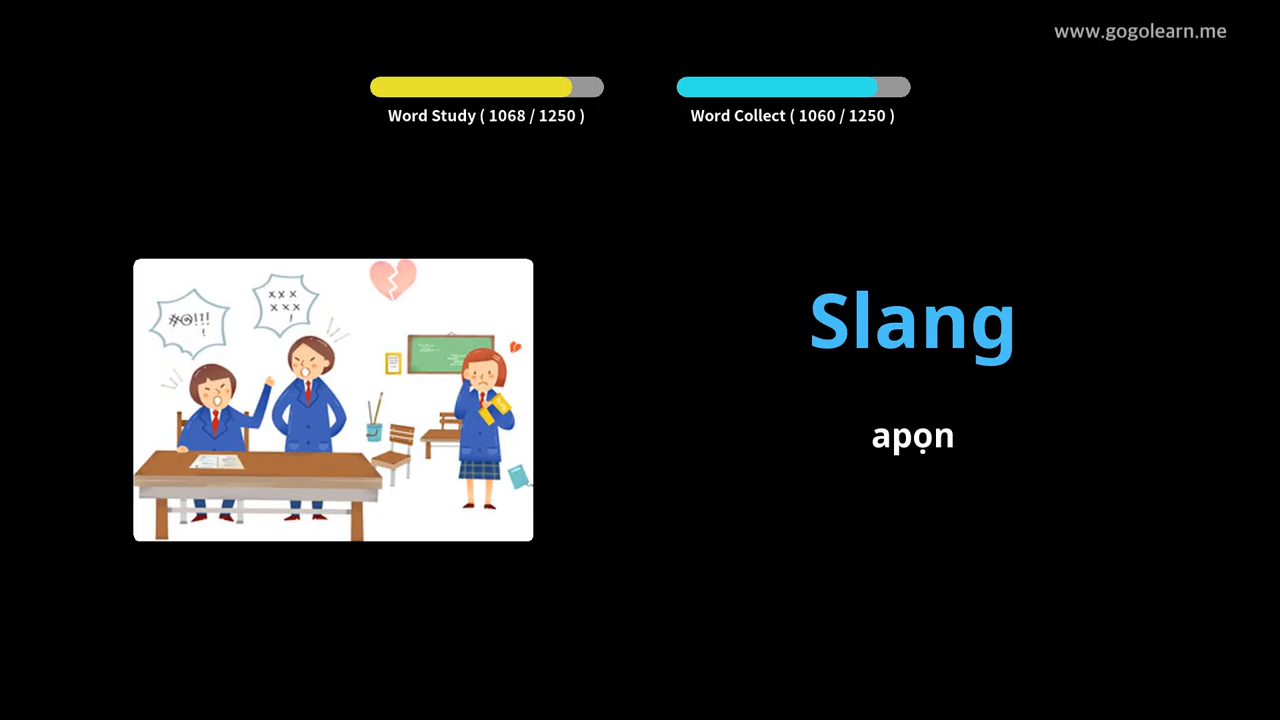 www.gogolearn.me
Word Study ( 1068 / 1250 )
Word Collect ( 1060 / 1250 )
#@!!!
!
x x x
x x x
!
Slang
apọn